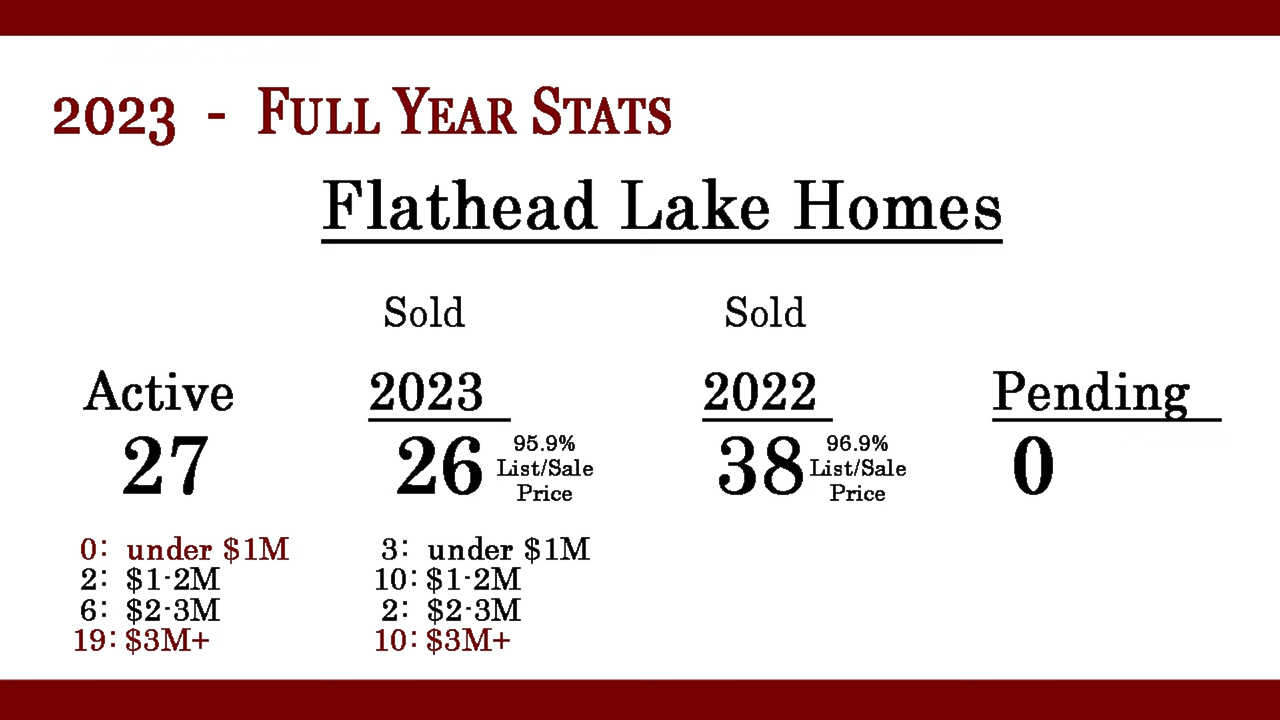 2023 - FULL YEAR STATS
Flathead Lake Homes
Sold Sold
Active 2023 2022 Pending
27 26 95.9% List/Sale Price 38 96.9% List/Sale Price 0
0: under $1M 3: under $1M
2: $1-2M 10: $1-2M
6: $2-3M 2: $2-3M
19: $3M+ 10: $3M+